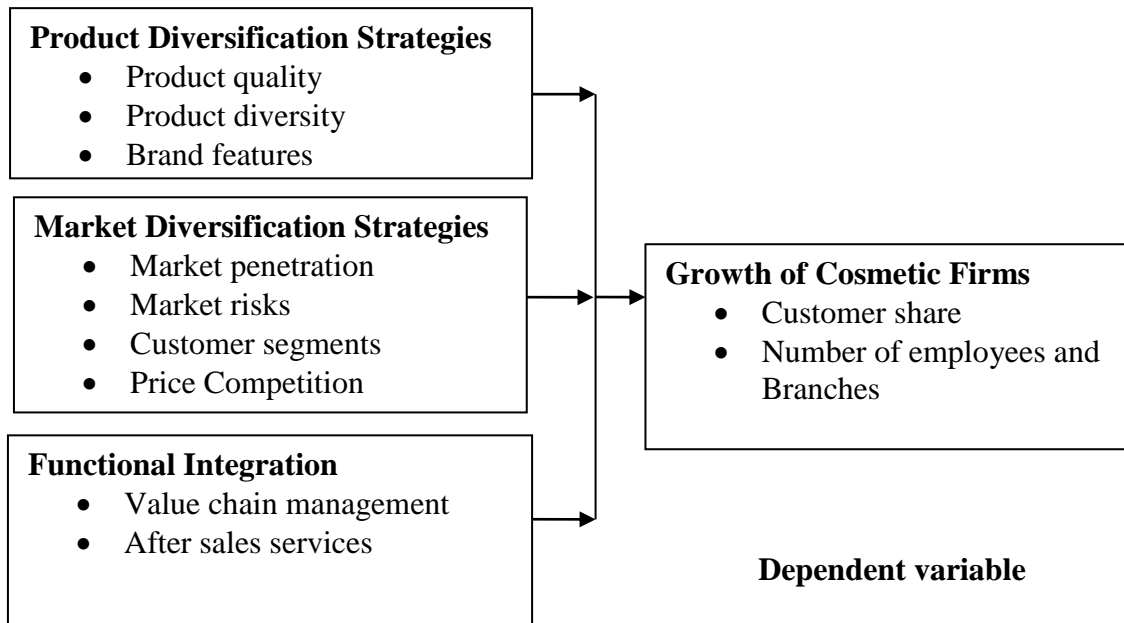 Product Diversification Strategies
• Product quality
• Product diversity
• Brand features
Market Diversification Strategies
• Market penetration
• Market risks
• Customer segments
• Price Competition
Functional Integration
• Value chain management
• After sales services
Growth of Cosmetic Firms
• Customer share
• Number of employees and
Branches
Dependent variable